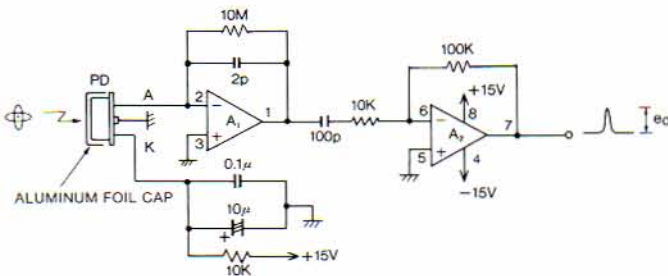 10M
2p
PD
A
K
2
−
3
+
A₁
1
100p
10K
100K
+15V
6
−
5
+
A₂
8
4
7
−15V
e₀
ALUMINUM FOIL CAP
0.1μ
10μ
+
10K
+15V